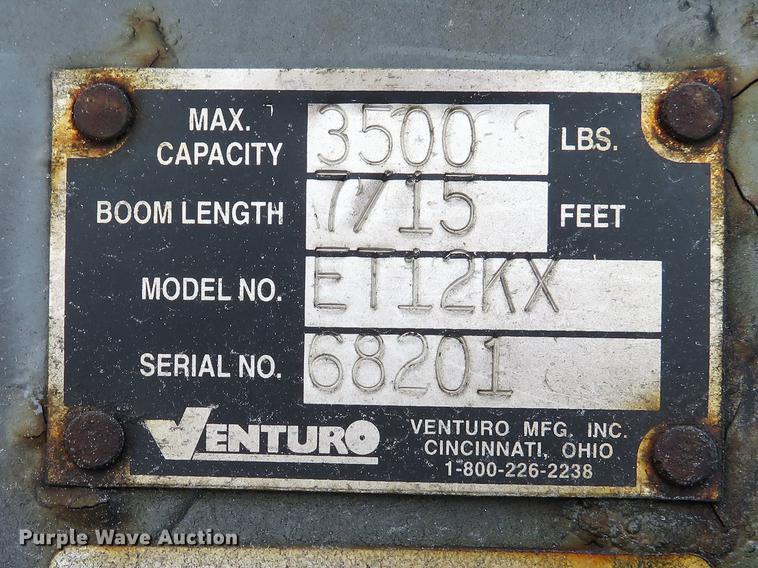 MAX. CAPACITY 3500 LBS.
BOOM LENGTH 7/15 FEET
MODEL NO. ET12KX
SERIAL NO. 68201
VENTURO
VENTURO MFG. INC.
CINCINNATI, OHIO
1-800-226-2238
Purple Wave Auction